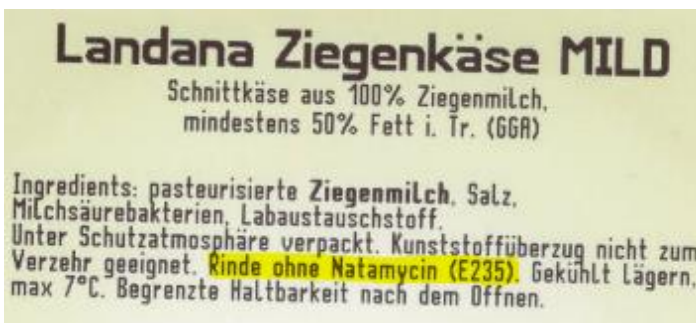 Landana Ziegenkäse MILD
Schnittkäse aus 100% Ziegenmilch,
mindestens 50% Fett i. Tr. (GGA)
Ingredients: pasteurisierte Ziegenmilch, Salz,
Milchsäurebakterien, Labaustauschstoff.
Unter Schutzatmosphäre verpackt. Kunststoffüberzug nicht zum
Verzehr geeignet. Rinde ohne Natamycin (E235). Gekühlt Lagern,
max 7°C. Begrenzte Haltbarkeit nach dem Öffnen.